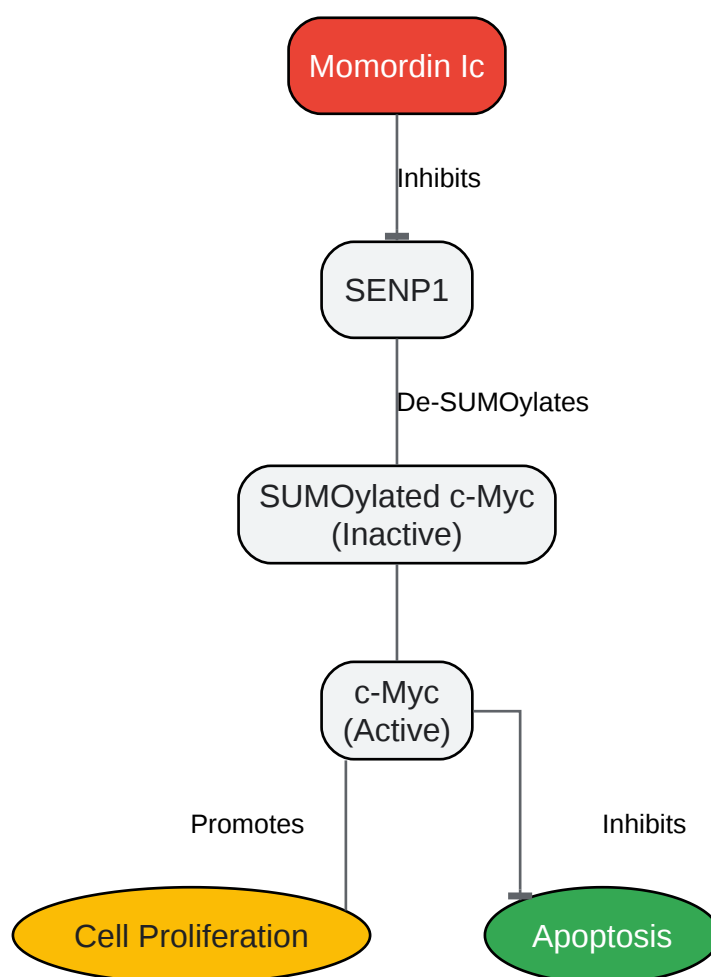 Momordin Ic
Inhibits
SENP1
De-SUMOylates
SUMOylated c-Myc
(Inactive)
c-Myc
(Active)
Promotes
Inhibits
Cell Proliferation
Apoptosis